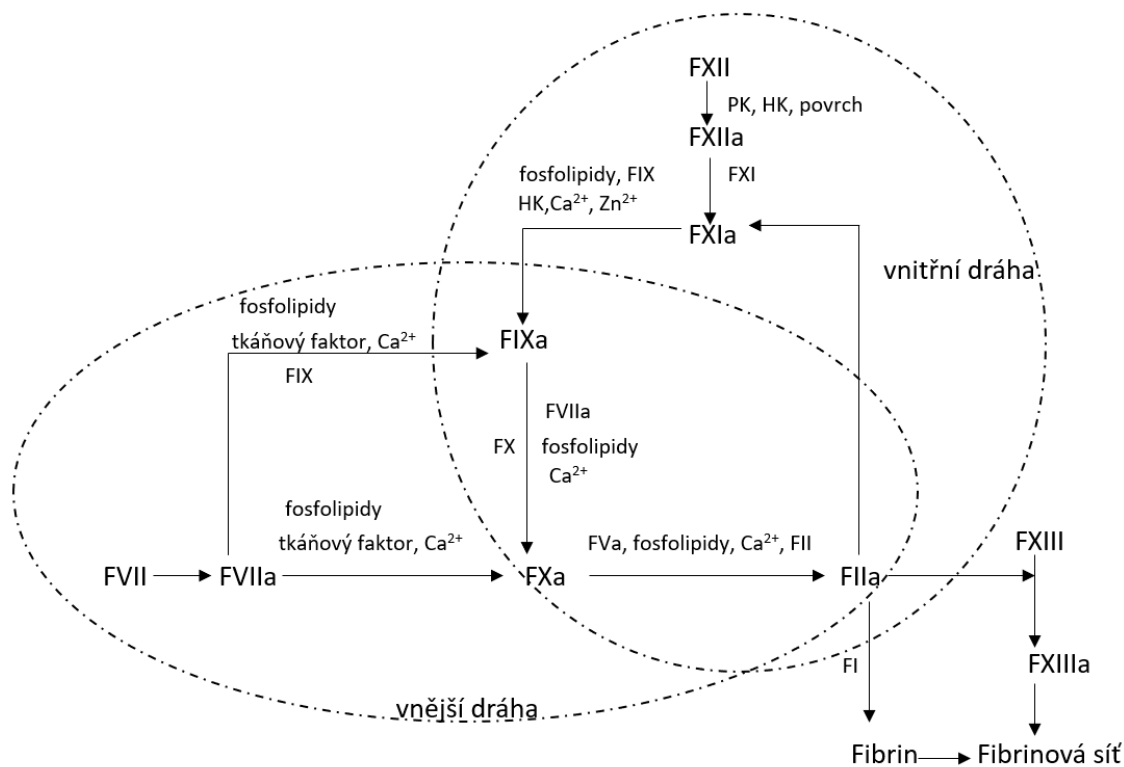 FXII
PK, HK, povrch
FXIIa
fosfolipidy, FIX
HK,Ca²⁺, Zn²⁺
FXI
FXIa
vnitřní dráha
fosfolipidy
tkáňový faktor, Ca²⁺
FIX
FIXa
FVIIa
FX
fosfolipidy
Ca²⁺
fosfolipidy
tkáňový faktor, Ca²⁺
FVa, fosfolipidy, Ca²⁺, FII
FXIII
FVII
FVIIa
FXa
FIIa
FI
FXIIIa
vnější dráha
Fibrin
Fibrinová síť